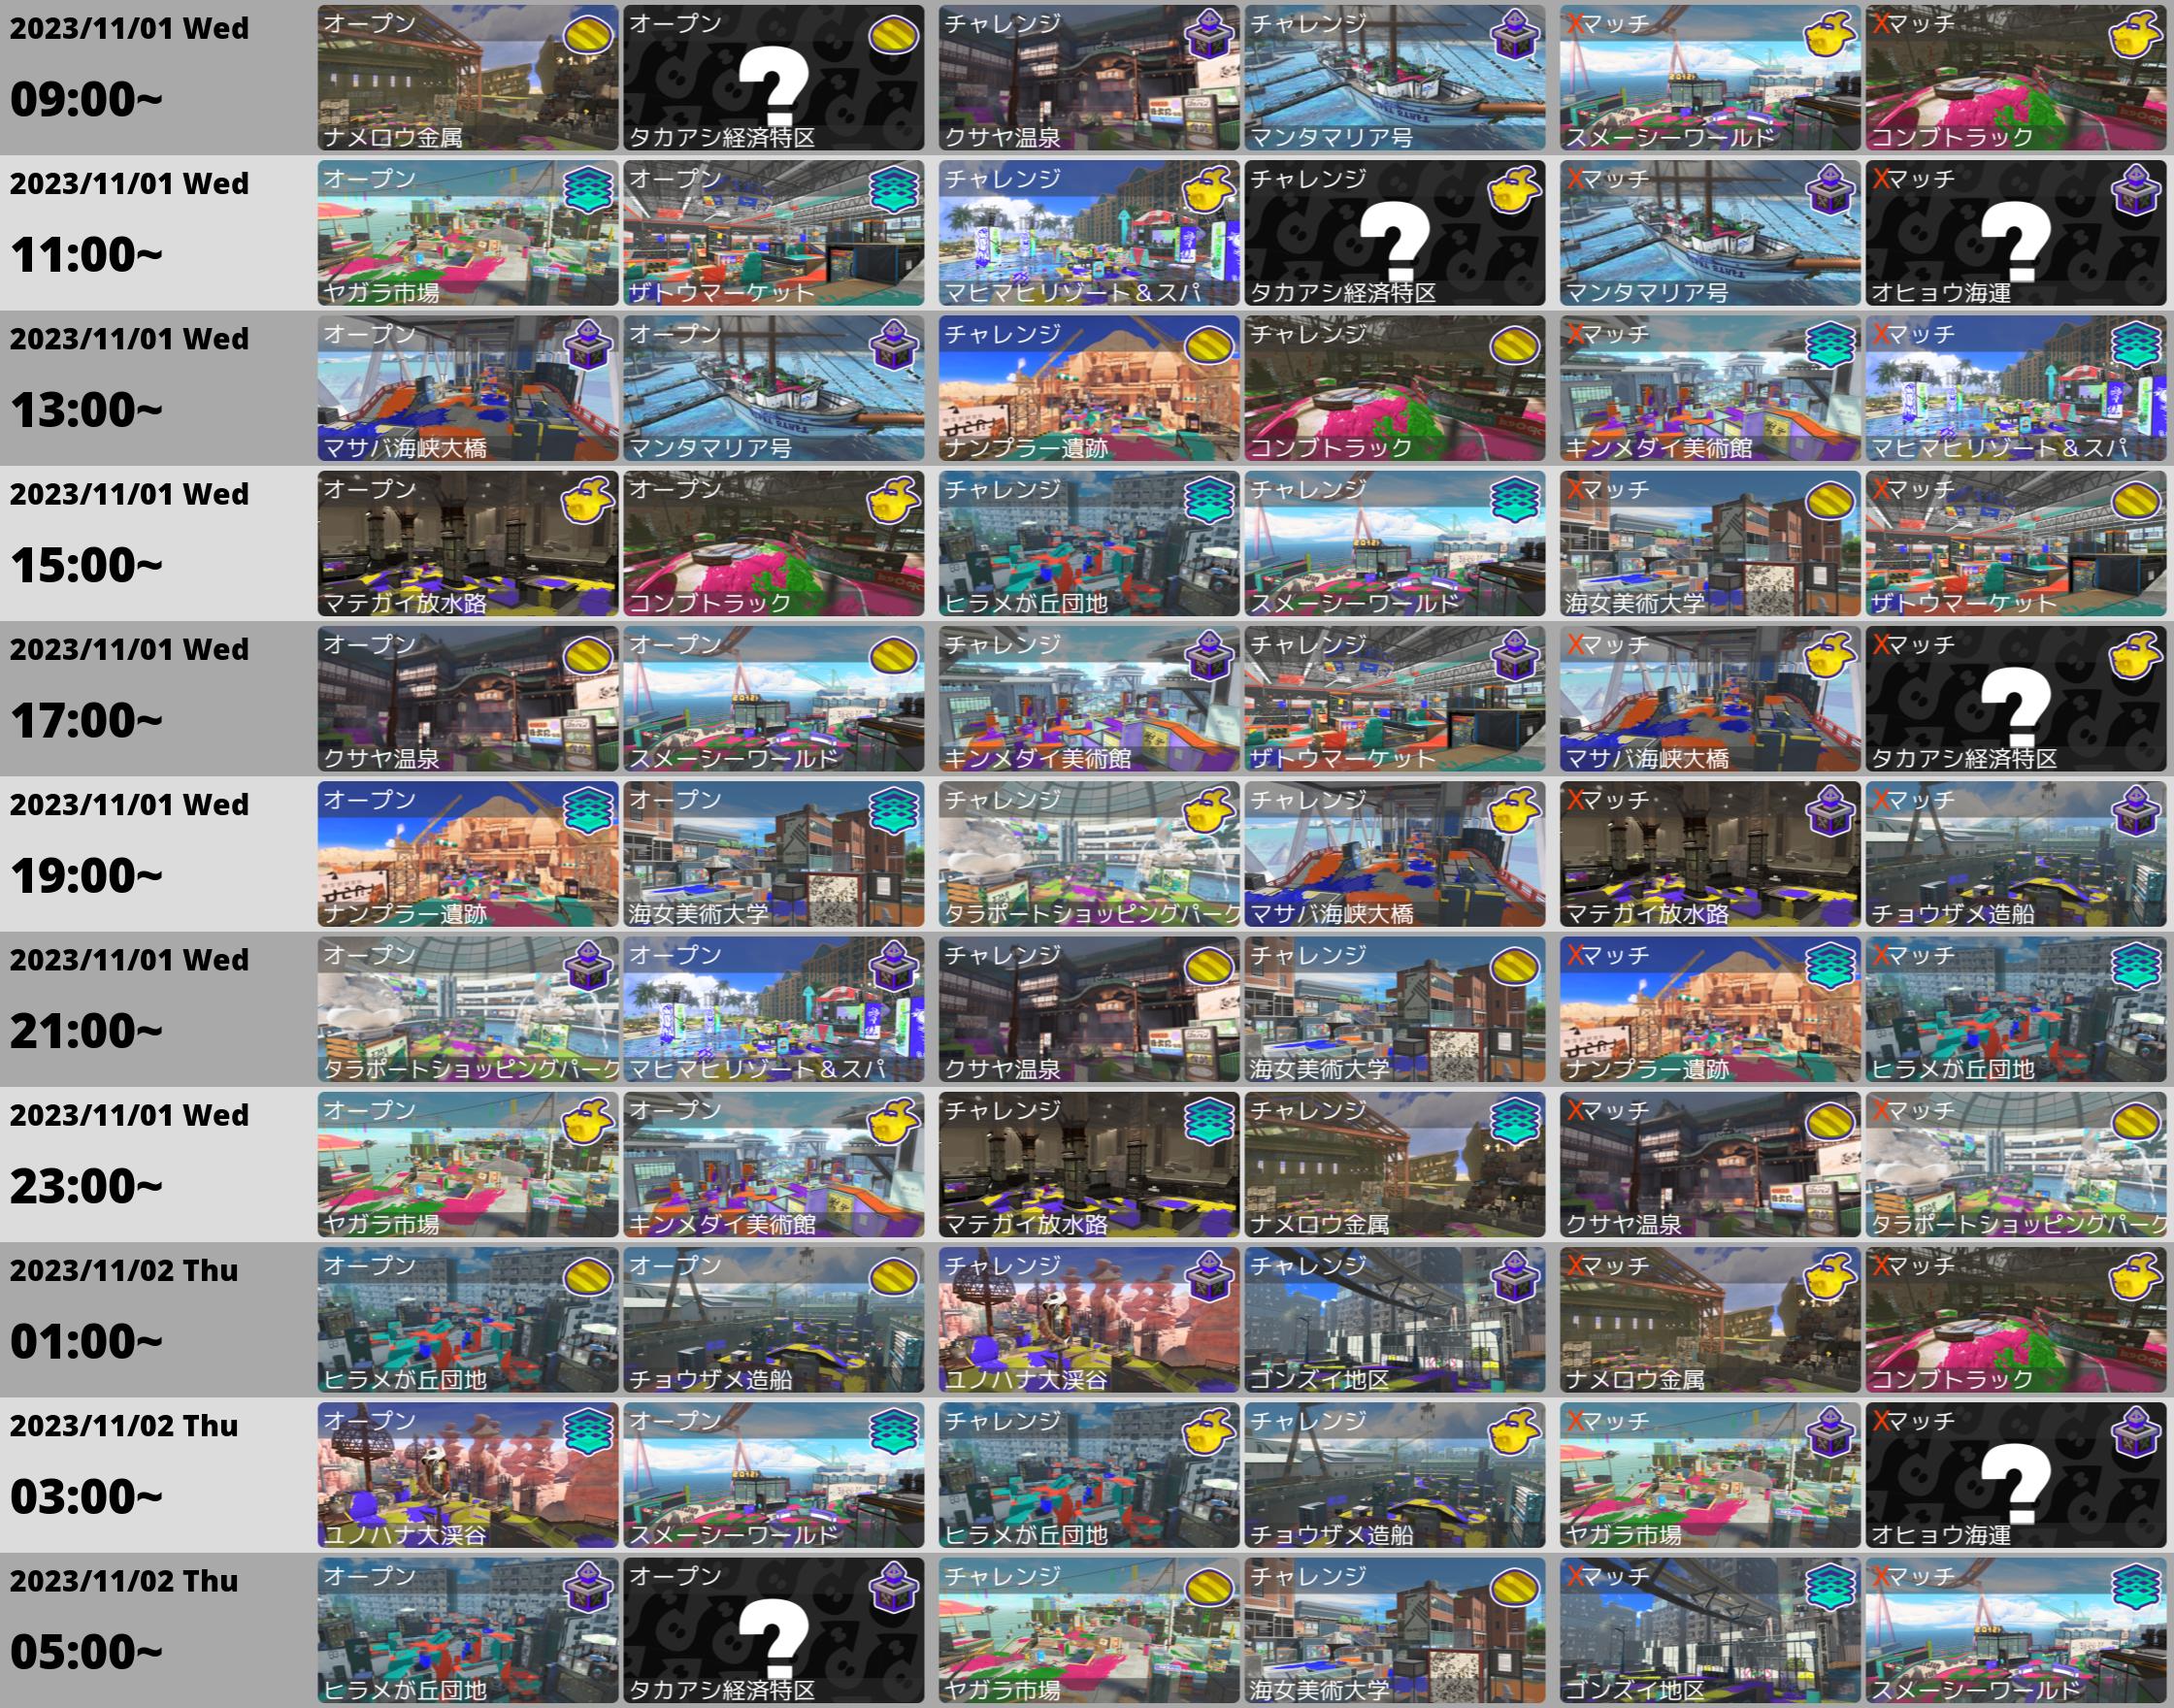 2023/11/01 Wed
09:00~
オープン
ナメロウ金属
オープン
タカアシ経済特区
チャレンジ
クサヤ温泉
チャレンジ
マンタマリア号
Xマッチ
スメーシーワールド
Xマッチ
コンブトラック
2023/11/01 Wed
11:00~
オープン
ヤガラ市場
オープン
ザトウマーケット
チャレンジ
マヒマヒリゾート＆スパ
チャレンジ
タカアシ経済特区
Xマッチ
マンタマリア号
Xマッチ
オヒョウ海運
2023/11/01 Wed
13:00~
オープン
マサバ海峡大橋
オープン
マンタマリア号
チャレンジ
ナンプラー遺跡
チャレンジ
コンブトラック
Xマッチ
キンメダイ美術館
Xマッチ
マヒマヒリゾート＆スパ
2023/11/01 Wed
15:00~
オープン
マテガイ放水路
オープン
コンブトラック
チャレンジ
ヒラメが丘団地
チャレンジ
スメーシーワールド
Xマッチ
海女美術大学
Xマッチ
ザトウマーケット
2023/11/01 Wed
17:00~
オープン
クサヤ温泉
オープン
スメーシーワールド
チャレンジ
キンメダイ美術館
チャレンジ
ザトウマーケット
Xマッチ
マサバ海峡大橋
Xマッチ
タカアシ経済特区
2023/11/01 Wed
19:00~
オープン
ナンプラー遺跡
オープン
海女美術大学
チャレンジ
タラポートショッピングパーク
チャレンジ
マサバ海峡大橋
Xマッチ
マテガイ放水路
Xマッチ
チョウザメ造船
2023/11/01 Wed
21:00~
オープン
タラポートショッピングパーク
オープン
マヒマヒリゾート＆スパ
チャレンジ
クサヤ温泉
チャレンジ
海女美術大学
Xマッチ
ナンプラー遺跡
Xマッチ
ヒラメが丘団地
2023/11/01 Wed
23:00~
オープン
ヤガラ市場
オープン
キンメダイ美術館
チャレンジ
マテガイ放水路
チャレンジ
ナメロウ金属
Xマッチ
クサヤ温泉
Xマッチ
タラポートショッピングパーク
2023/11/02 Thu
01:00~
オープン
ヒラメが丘団地
オープン
チョウザメ造船
チャレンジ
ユノハナ大渓谷
チャレンジ
ゴンズイ地区
Xマッチ
ナメロウ金属
Xマッチ
コンブトラック
2023/11/02 Thu
03:00~
オープン
ユノハナ大渓谷
オープン
スメーシーワールド
チャレンジ
ヒラメが丘団地
チャレンジ
チョウザメ造船
Xマッチ
ヤガラ市場
Xマッチ
オヒョウ海運
2023/11/02 Thu
05:00~
オープン
ヒラメが丘団地
オープン
タカアシ経済特区
チャレンジ
ヤガラ市場
チャレンジ
海女美術大学
Xマッチ
ゴンズイ地区
Xマッチ
スメーシーワールド